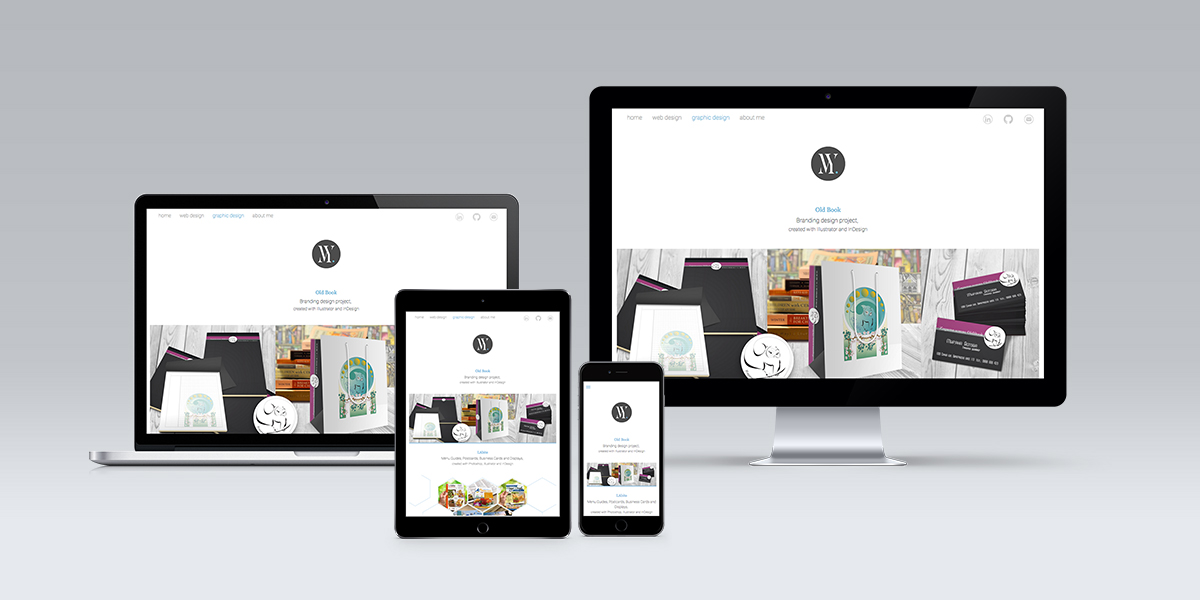 home web design graphic design about me
in
MY.
Old Book
Branding design project,
created with Illustrator and InDesign
home web design graphic design about me
in
MY.
Old Book
Branding design project,
created with Illustrator and InDesign
home web design graphic design about me
MY.
Old Book
Branding design project,
created with Illustrator and InDesign
Menu Guides, Postcards, Business Cards and Displays,
created with Photoshop, Illustrator and InDesign
MY.
Old Book
Branding design project,
created with Illustrator and InDesign
Menu Guides, Postcards, Business Cards and
Displays
created with Photoshop, Illustrator and InDesign